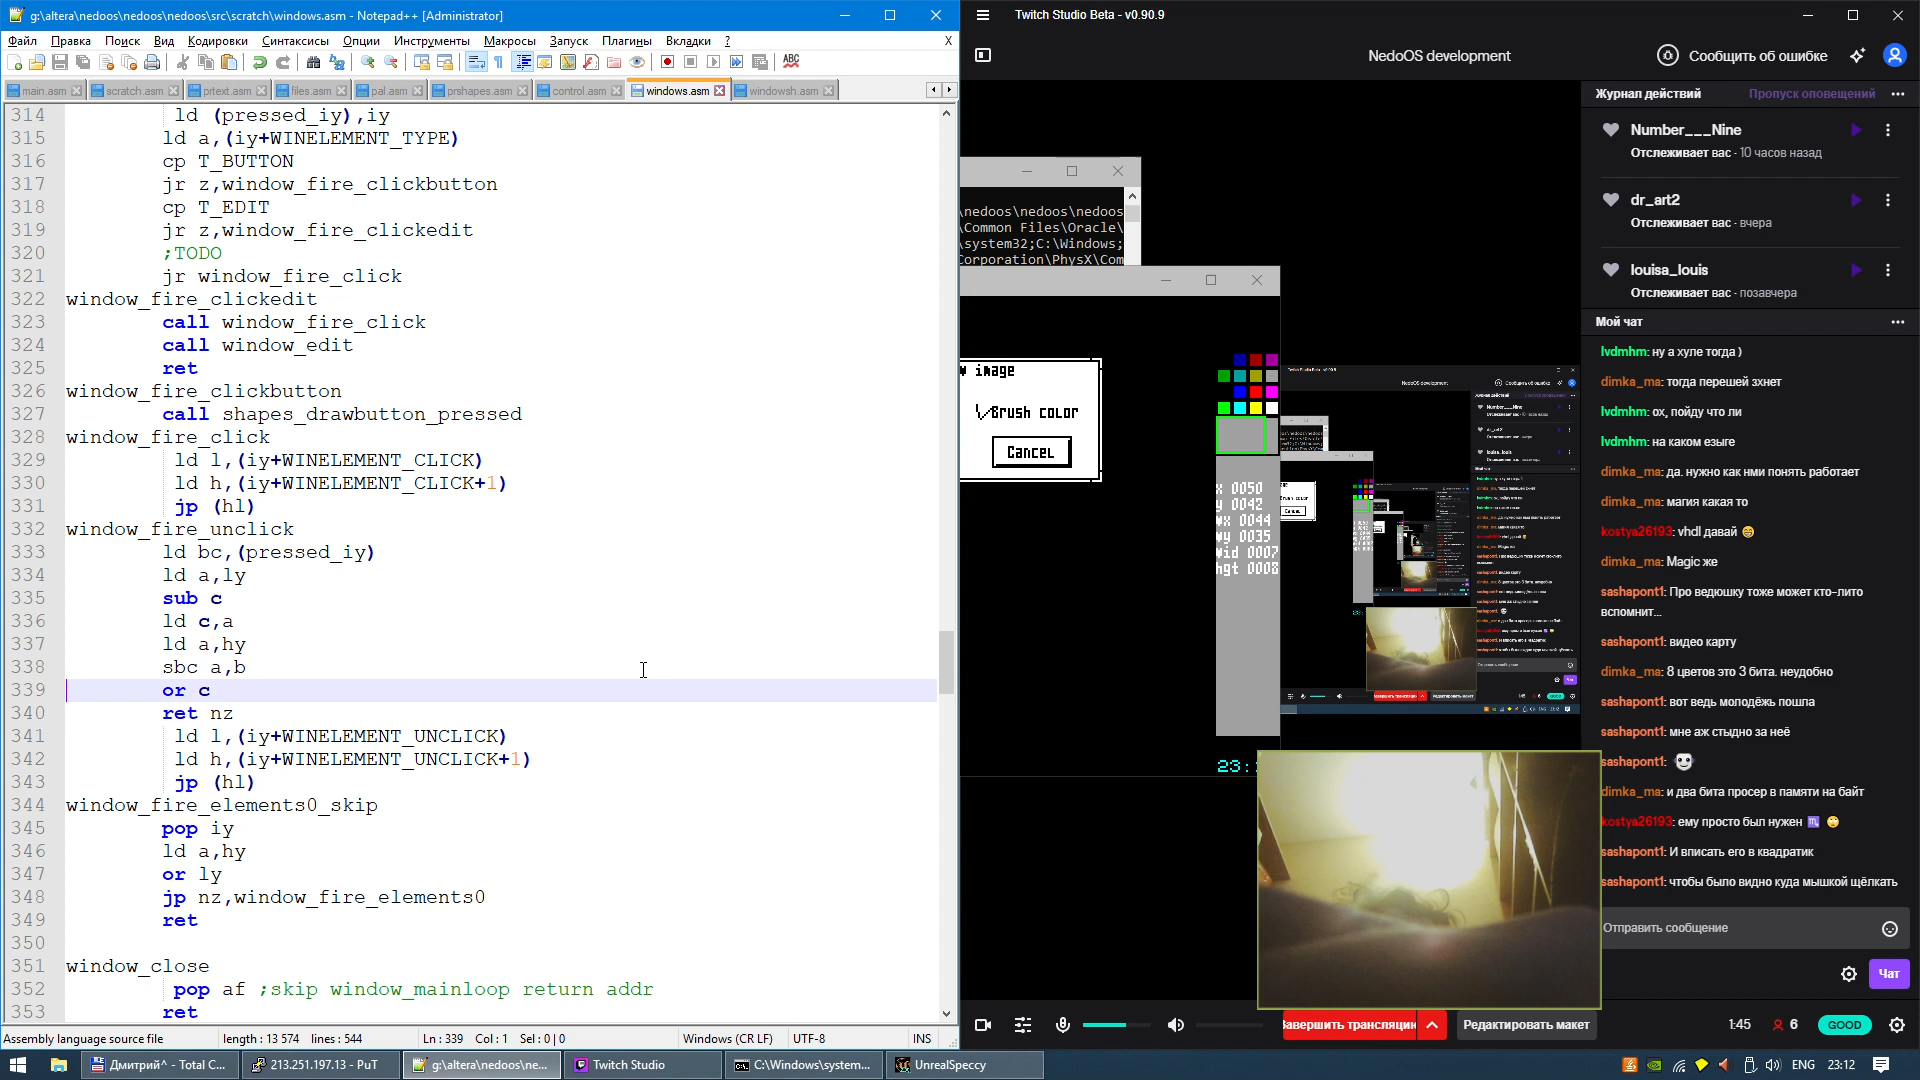 g:\altera\nedoos\nedoos\nedoos\src\scratch\windows.asm - Notepad++ [Administrator]
Файл Правка Поиск Вид Кодировки Синтаксисы Опции Инструменты Макросы Запуск Плагины Вкладки ? X
main.asm scratch.asm prtext.asm files.asm pal.asm prshapes.asm control.asm windows.asm windowsh.asm
314 ld (pressed_iy),iy
315 ld a,(iy+WINELEMENT_TYPE)
316 cp T_BUTTON
317 jr z,window_fire_clickbutton
318 cp T_EDIT
319 jr z,window_fire_clickedit
320 ;TODO
321 jr window_fire_click
322 window_fire_clickedit
323 call window_fire_click
324 call window_edit
325 ret
326 window_fire_clickbutton
327 call shapes_drawbutton_pressed
328 window_fire_click
329 ld l,(iy+WINELEMENT_CLICK)
330 ld h,(iy+WINELEMENT_CLICK+1)
331 jp (hl)
332 window_fire_unclick
333 ld bc,(pressed_iy)
334 ld a,ly
335 sub c
336 ld c,a
337 ld a,hy
338 sbc a,b
339 or c
340 ret nz
341 ld l,(iy+WINELEMENT_UNCLICK)
342 ld h,(iy+WINELEMENT_UNCLICK+1)
343 jp (hl)
344 window_fire_elements0_skip
345 pop iy
346 ld a,hy
347 or ly
348 jp nz,window_fire_elements0
349 ret
350
351 window_close
352 pop af ;skip window_mainloop return addr
353 ret
Assembly language source file length : 13 574 lines : 544 Ln : 339 Col : 1 Sel : 0 | 0 Windows (CR LF) UTF-8 INS
Twitch Studio Beta - v0.90.9
NedoOS development
Сообщить об ошибке
\nedoos\nedoos\nedoos
\Common Files\Oracle\
\system32;C:\Windows;
Corporation\PhysX\Com
image
Brush color
Cancel
x 0050
y 0042
wx 0044
wy 0035
wid 0007
hgt 0008
23:
Журнал действий Пропуск оповещений
Number___Nine
Отслеживает вас · 10 часов назад
dr_art2
Отслеживает вас · вчера
louisa_louis
Отслеживает вас · позавчера
Мой чат
lvdmhm: ну а хуле тогда )
dimka_ma: тогда перешей зхнет
lvdmhm: ох, пойду что ли
lvdmhm: на каком езыге
dimka_ma: да. нужно как нми понять работает
dimka_ma: магия какая то
kostya26193: vhdl давай
dimka_ma: Magic же
sashapont1: Про ведюшку тоже может кто-лито
вспомнит...
sashapont1: видео карту
dimka_ma: 8 цветов это 3 бита. неудобно
sashapont1: вот ведь молодёжь пошла
sashapont1: мне аж стыдно за неё
sashapont1:
dimka_ma: и два бита просер в памяти на байт
kostya26193: ему просто был нужен ♏
sashapont1: И вписать его в квадратик
sashapont1: чтобы было видно куда мышкой щёлкать
Отправить сообщение
Чат
Завершить трансляцию Редактировать макет 1:45 6 GOOD
Дмитрий^ - Total C... 213.251.197.13 - PuT g:\altera\nedoos\ne... Twitch Studio C:\Windows\system... UnrealSpeccy ENG 23:12